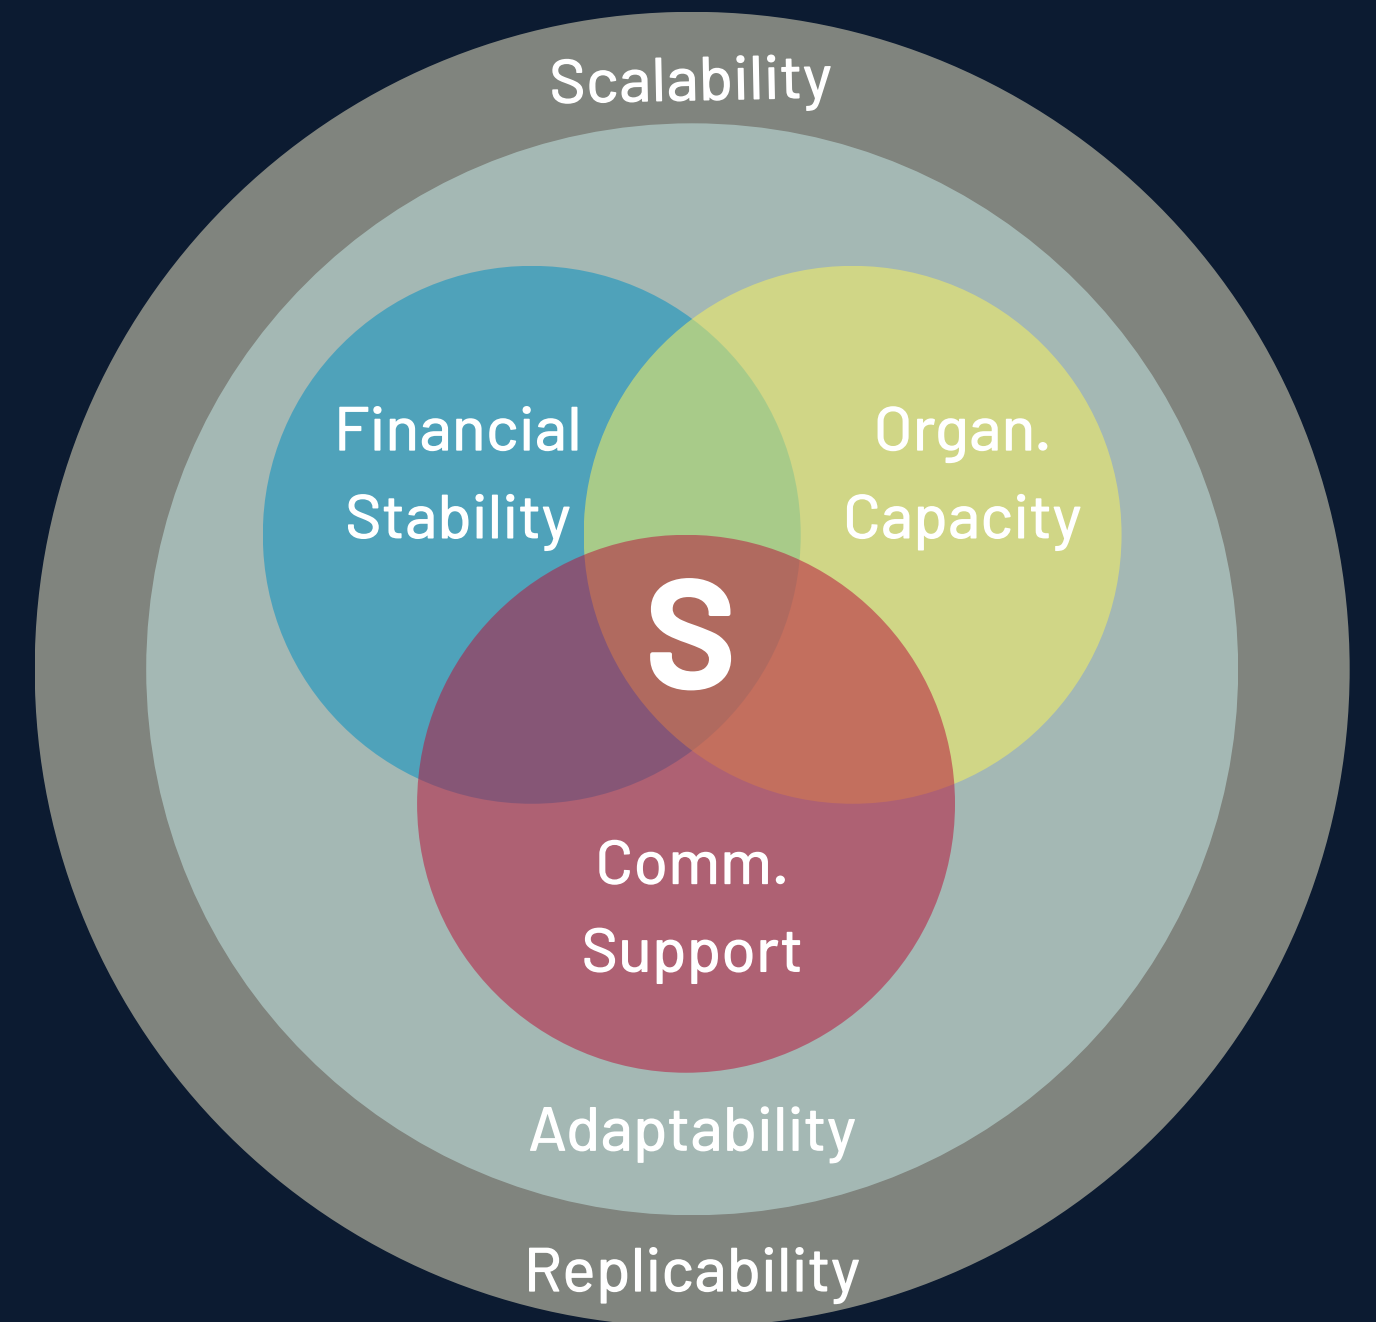 Scalability
Financial
Stability
Organ.
Capacity
S
Comm.
Support
Adaptability
Replicability